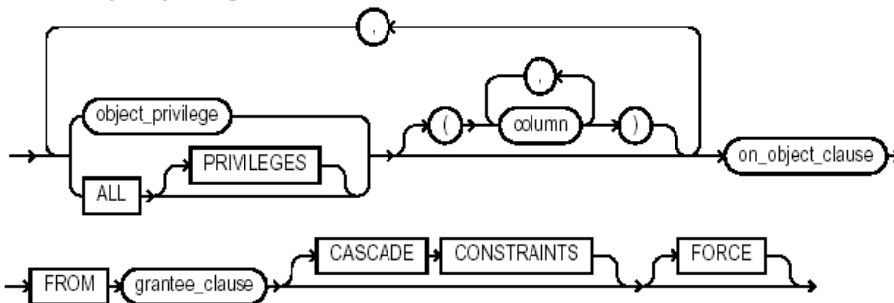 ,
,
object_privilege
( column )
PRIVILEGES
on_object_clause
ALL
CASCADE CONSTRAINTS FORCE
FROM grantee_clause